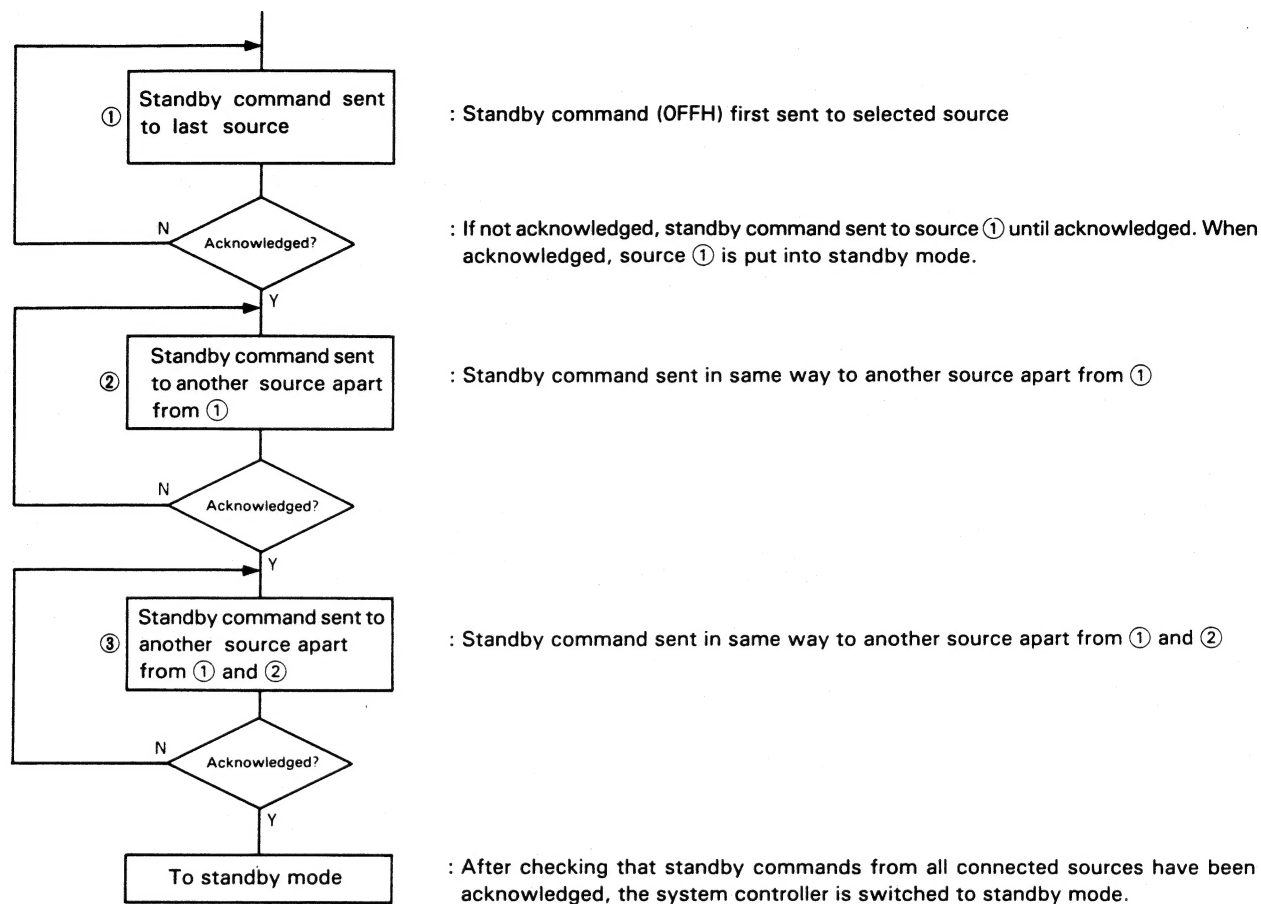 ① Standby command sent
to last source
: Standby command (OFFH) first sent to selected source
N
Acknowledged?
: If not acknowledged, standby command sent to source ① until acknowledged. When
acknowledged, source ① is put into standby mode.
Y
② Standby command sent
to another source apart
from ①
: Standby command sent in same way to another source apart from ①
N
Acknowledged?
Y
③ Standby command sent to
another source apart
from ① and ②
: Standby command sent in same way to another source apart from ① and ②
N
Acknowledged?
Y
To standby mode
: After checking that standby commands from all connected sources have been
acknowledged, the system controller is switched to standby mode.